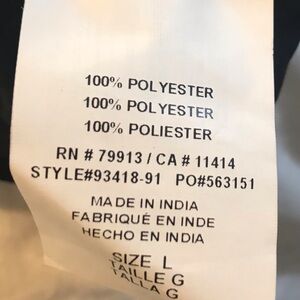 100% POLYESTER
100% POLYESTER
100% POLIESTER
RN # 79913 / CA # 11414
STYLE#93418-91 PO#563151
MADE IN INDIA
FABRIQUÉ EN INDE
HECHO EN INDIA
SIZE L
TAILLE G
TALLA G